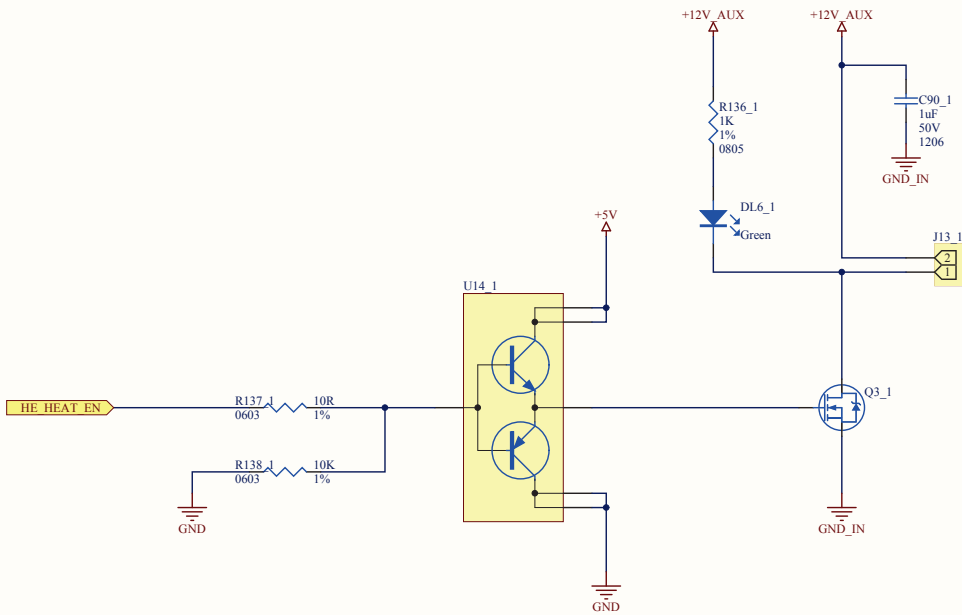 +12V_AUX
+12V_AUX
R136_1
1K
1%
0805
C90_1
1uF
50V
1206
GND_IN
DL6_1
Green
+5V
J13_1
2
1
U14_1
HE_HEAT_EN
R137_1
0603
10R
1%
Q3_1
R138_1
0603
10K
1%
GND
GND_IN
GND